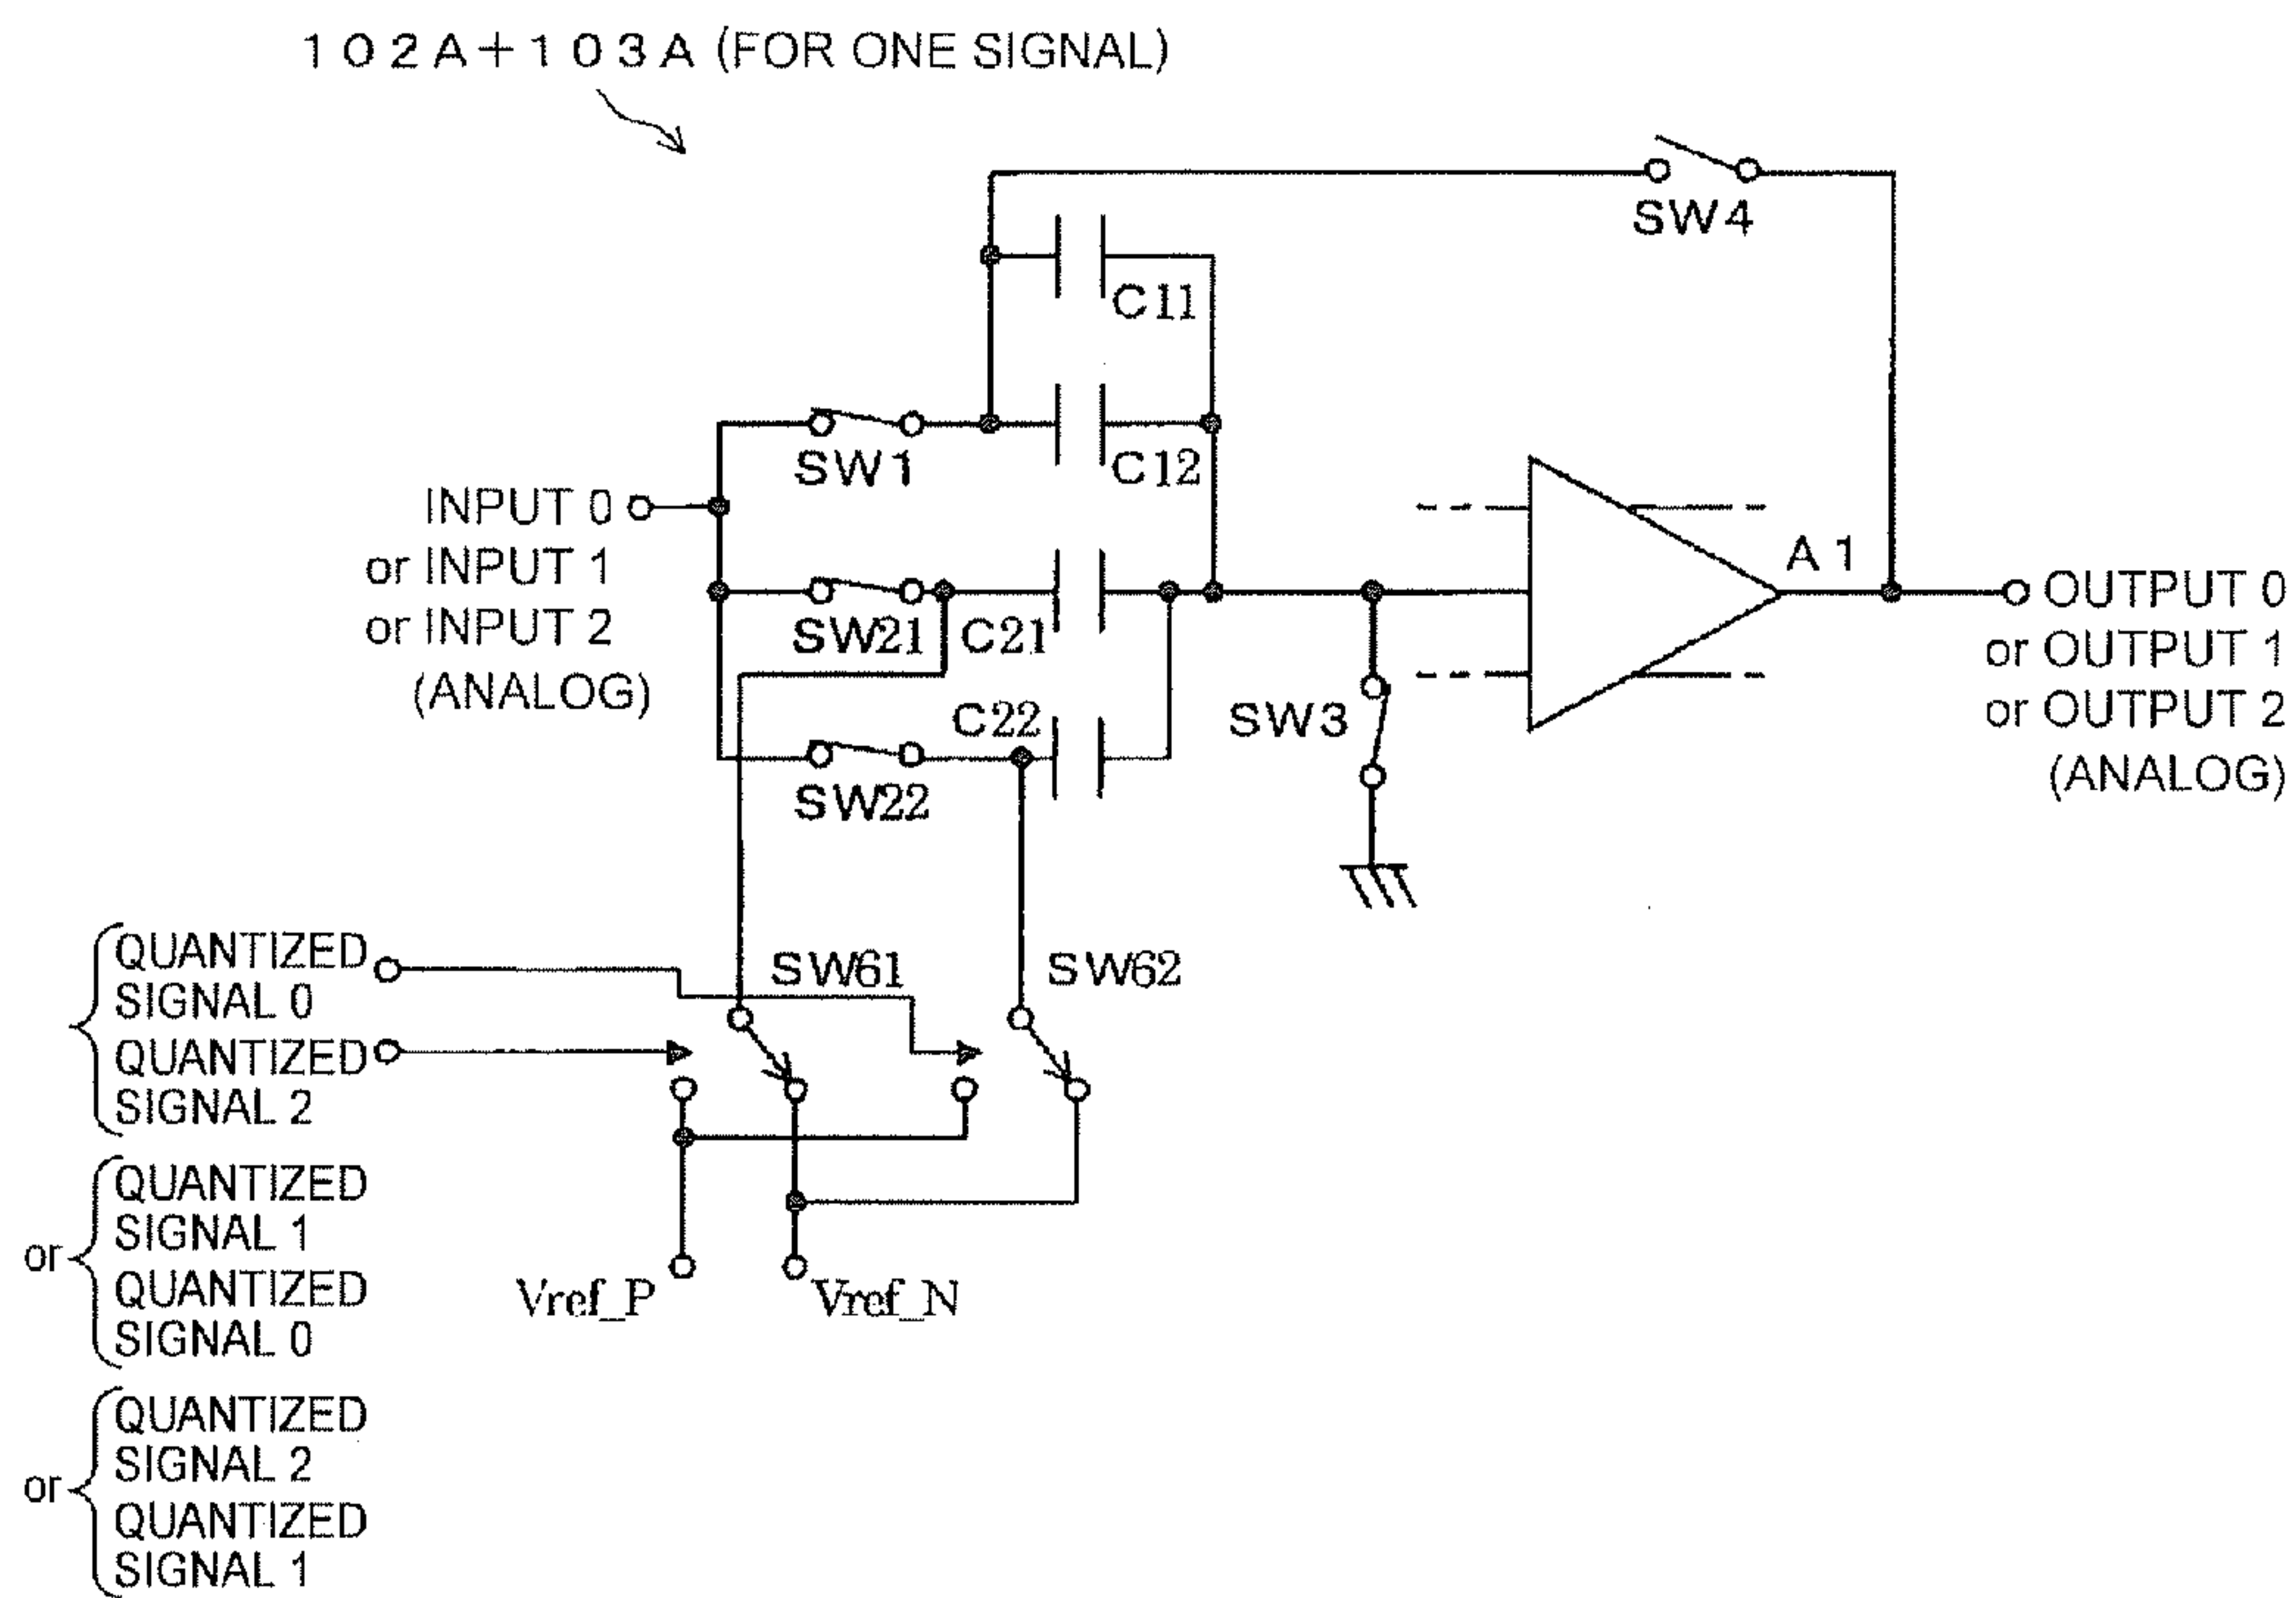 102A+103A (FOR ONE SIGNAL)
SW4
C11
C12
SW1
INPUT 0
or INPUT 1
or INPUT 2
(ANALOG)
A1
OUTPUT 0
or OUTPUT 1
or OUTPUT 2
(ANALOG)
SW21
C21
C22
SW3
SW22
QUANTIZED
SIGNAL 0
QUANTIZED
SIGNAL 2
SW61
SW62
or
QUANTIZED
SIGNAL 1
QUANTIZED
SIGNAL 0
Vref_P
Vref_N
or
QUANTIZED
SIGNAL 2
QUANTIZED
SIGNAL 1